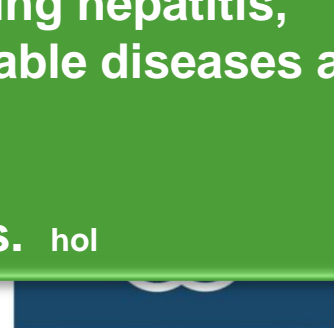 ing hepatitis,
able diseases a
s. hol